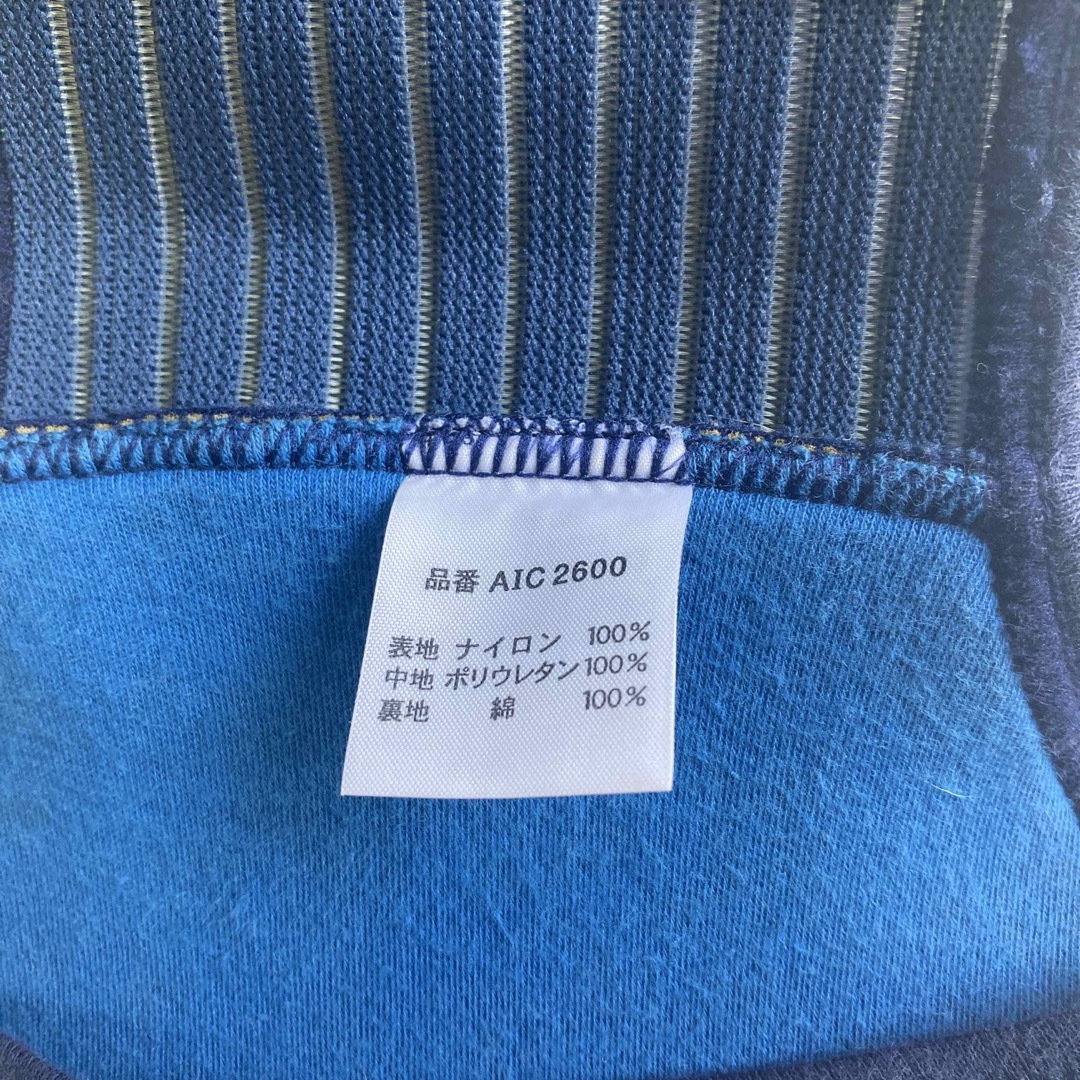 品番 AIC 2600
表地 ナイロン 100%
中地 ポリウレタン 100%
裏地 綿 100%